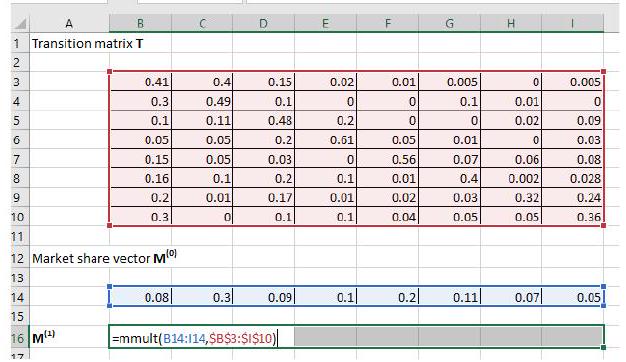 A B C D E F G H I
1 Transition matrix T
2
3 0.41 0.4 0.15 0.02 0.01 0.005 0 0.005
4 0.3 0.49 0.1 0 0 0.1 0.01 0
5 0.1 0.11 0.48 0.2 0 0 0.02 0.09
6 0.05 0.05 0.2 0.61 0.05 0.01 0 0.03
7 0.15 0.05 0.03 0 0.56 0.07 0.06 0.08
8 0.16 0.1 0.2 0.1 0.01 0.4 0.002 0.028
9 0.2 0.01 0.17 0.01 0.02 0.03 0.32 0.24
10 0.3 0 0.1 0.1 0.04 0.05 0.05 0.36
11
12 Market share vector M(0)
13
14 0.08 0.3 0.09 0.1 0.2 0.11 0.07 0.05
15
16 M(1) =mmult(B14:I14,$B$3:$I$10)
17